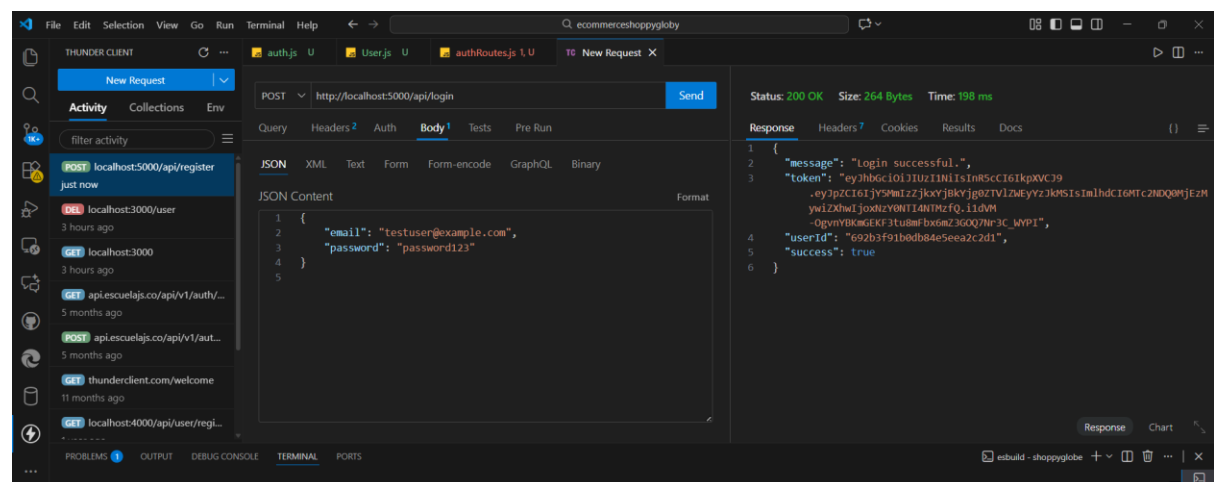 File Edit Selection View Go Run Terminal Help ecommerceshoppygloby
THUNDER CLIENT
auth.js U User.js U authRoutes.js 1, U TC New Request
New Request
Activity Collections Env
filter activity
POST localhost:5000/api/register
just now
DEL localhost:3000/user
3 hours ago
GET localhost:3000
3 hours ago
GET api.escuelajs.co/api/v1/auth/...
5 months ago
POST api.escuelajs.co/api/v1/aut...
5 months ago
GET thunderclient.com/welcome
11 months ago
GET localhost:4000/api/user/regi...
1K+
POST http://localhost:5000/api/login Send
Query Headers 2 Auth Body 1 Tests Pre Run
JSON XML Text Form Form-encode GraphQL Binary
JSON Content Format
1 {
2 "email": "testuser@example.com",
3 "password": "password123"
4 }
5
Status: 200 OK Size: 264 Bytes Time: 198 ms
Response Headers 7 Cookies Results Docs {}
1 {
2 "message": "Login successful.",
3 "token": "eyJhbGciOiJIUzI1NiIsInR5cCI6IkpXVCJ9
4 "userId": "692b3f91b0db84e5eea2c2d1",
5 "success": true
6 }
Response Chart
PROBLEMS 1 OUTPUT DEBUG CONSOLE TERMINAL PORTS esbuild - shoppyglobe